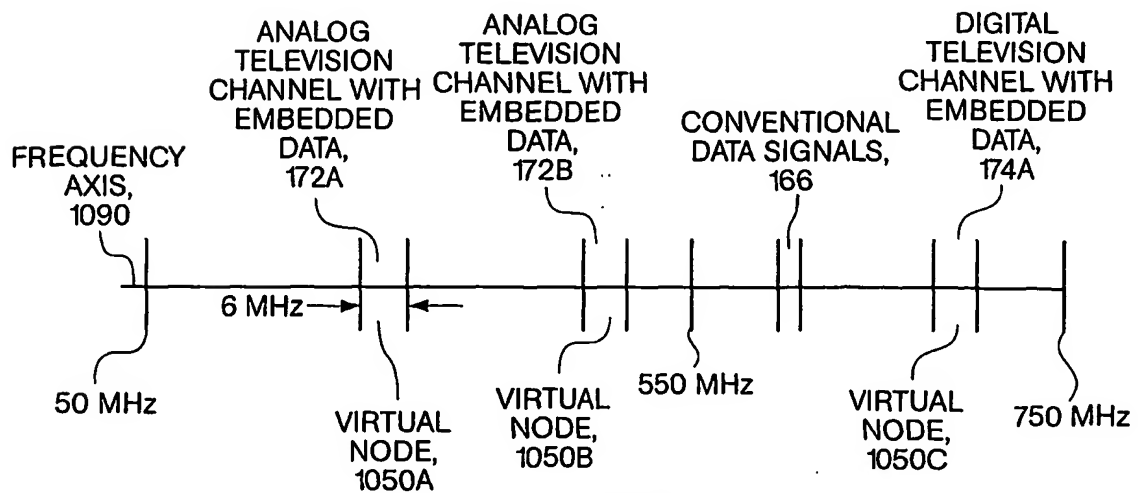 FREQUENCY
AXIS,
1090
ANALOG
TELEVISION
CHANNEL WITH
EMBEDDED
DATA,
172A
ANALOG
TELEVISION
CHANNEL WITH
EMBEDDED
DATA,
172B
CONVENTIONAL
DATA SIGNALS,
166
DIGITAL
TELEVISION
CHANNEL WITH
EMBEDDED
DATA,
174A
6 MHz
50 MHz
VIRTUAL
NODE,
1050A
VIRTUAL
NODE,
1050B
550 MHz
VIRTUAL
NODE,
1050C
750 MHz